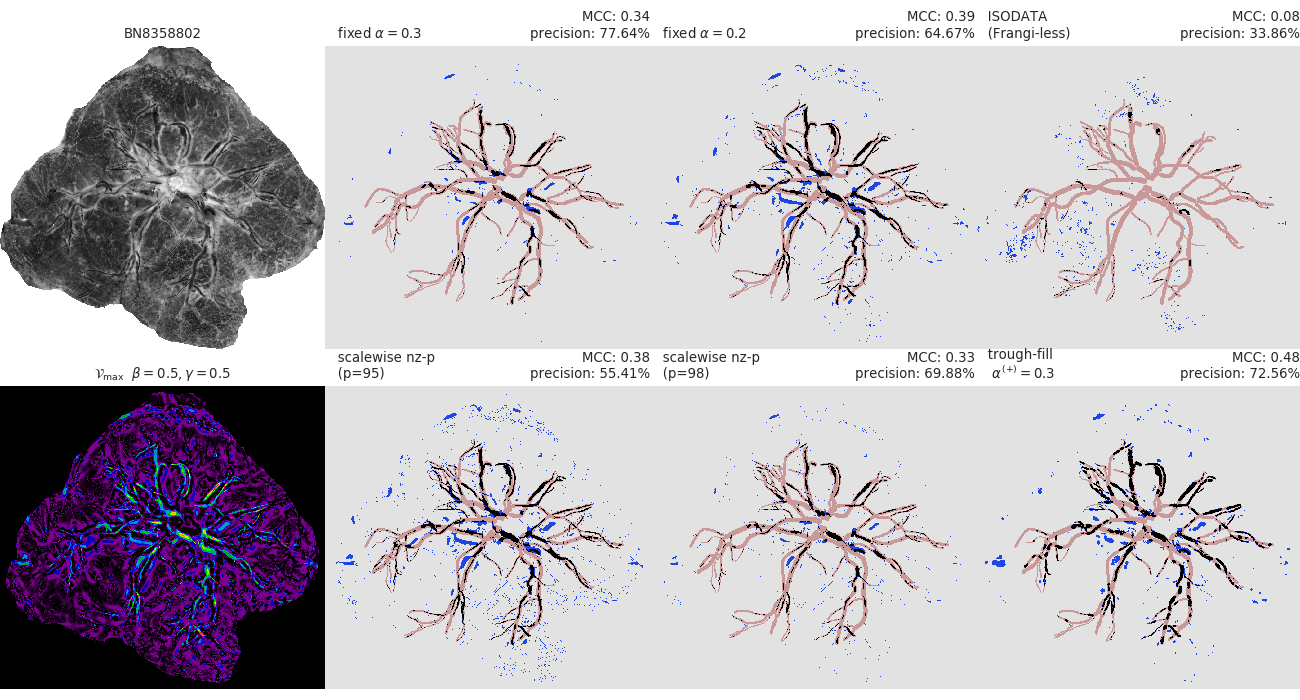 BN8358802
fixed α = 0.3
MCC: 0.34
precision: 77.64%
fixed α = 0.2
MCC: 0.39
precision: 64.67%
ISODATA
(Frangi-less)
MCC: 0.08
precision: 33.86%
𝒱max β = 0.5, γ = 0.5
scalewise nz-p
(p=95)
MCC: 0.38
precision: 55.41%
scalewise nz-p
(p=98)
MCC: 0.33
precision: 69.88%
trough-fill
α(+) = 0.3
MCC: 0.48
precision: 72.56%